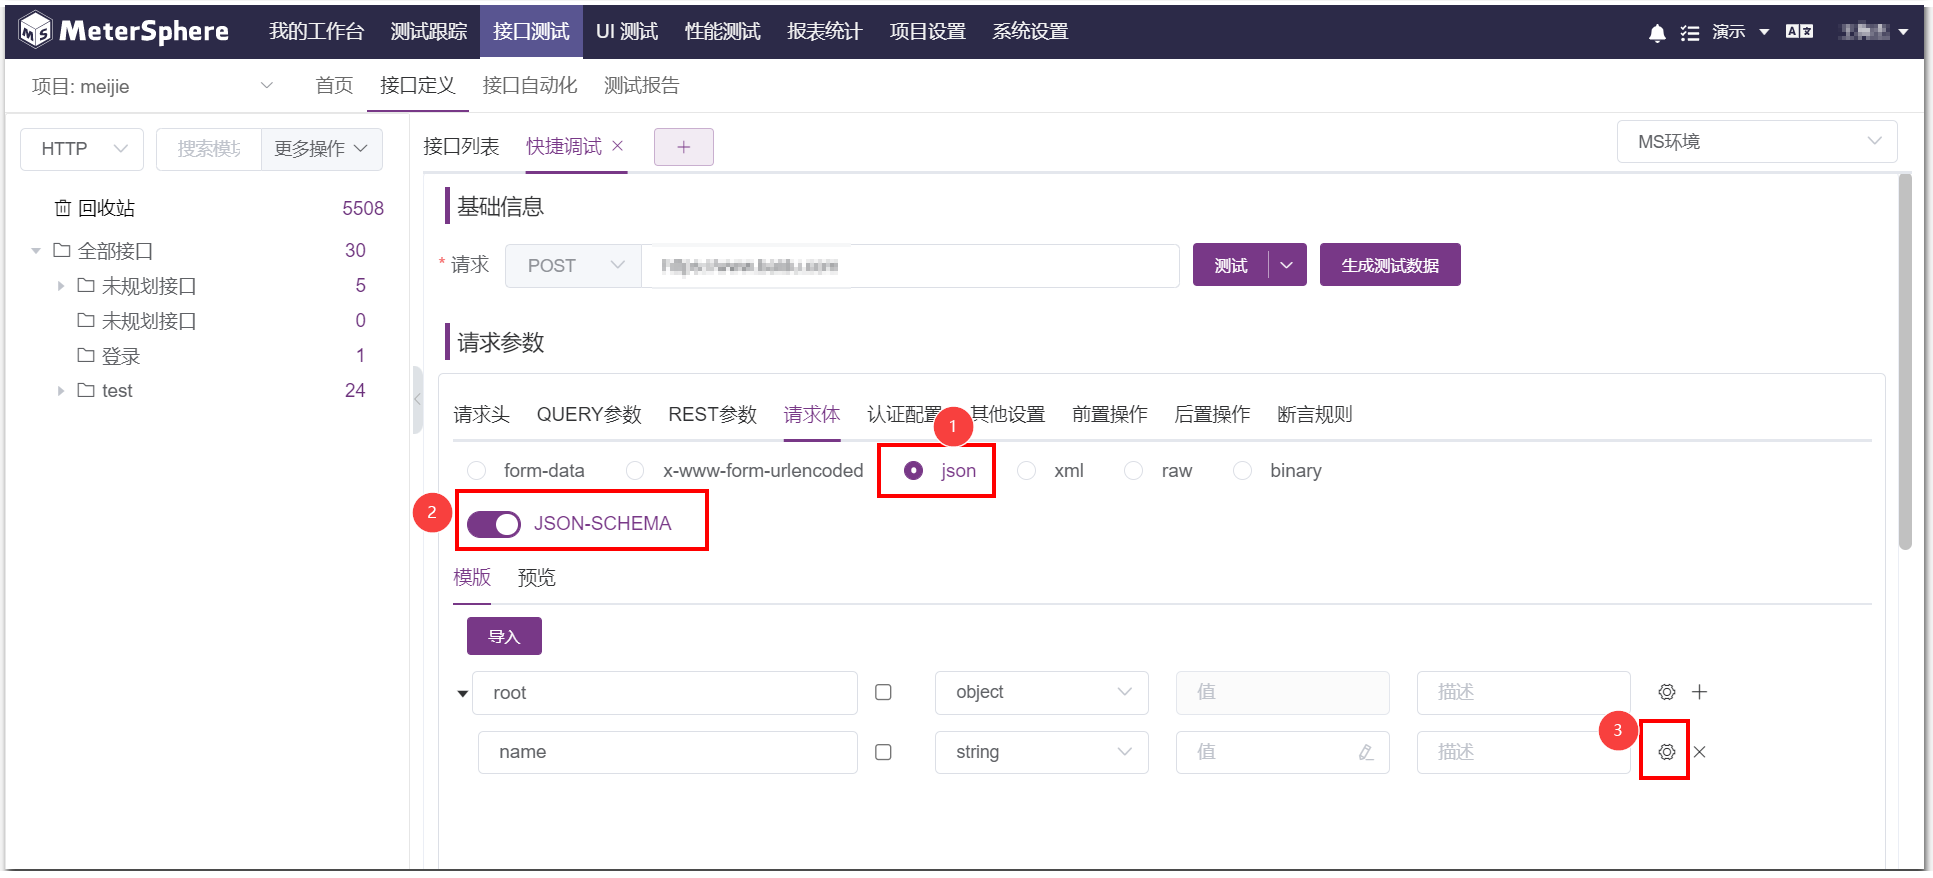 MeterSphere 我的工作台 测试跟踪 接口测试 UI 测试 性能测试 报表统计 项目设置 系统设置 演示
项目: meijie 首页 接口定义 接口自动化 测试报告
HTTP 搜索模块 更多操作 接口列表 快捷调试 × + MS环境
基础信息
回收站 5508
全部接口 30
* 请求 POST 测试 生成测试数据
未规划接口 5
未规划接口 0
请求参数
登录 1
test 24
请求头 QUERY参数 REST参数 请求体 认证配置 其他设置 前置操作 后置操作 断言规则
1
form-data x-www-form-urlencoded json xml raw binary
2 JSON-SCHEMA
模版 预览
导入
root object 值 描述
3
name string 值 描述